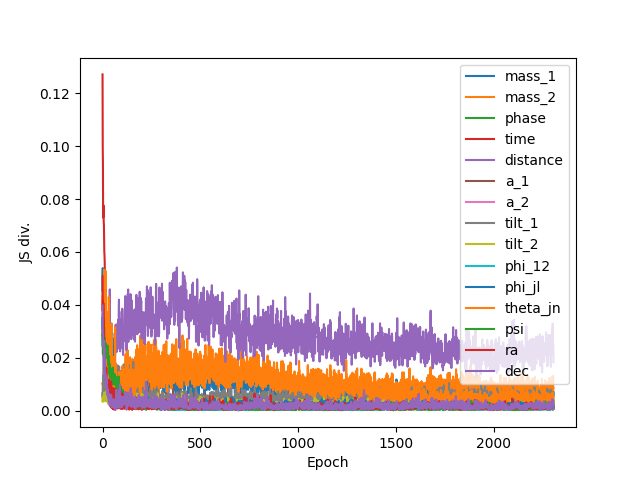 0.12
0.10
0.08
0.06
0.04
0.02
0.00
JS div.
0
500
1000
1500
2000
Epoch
mass_1
mass_2
phase
time
distance
a_1
a_2
tilt_1
tilt_2
phi_12
phi_jl
theta_jn
psi
ra
dec